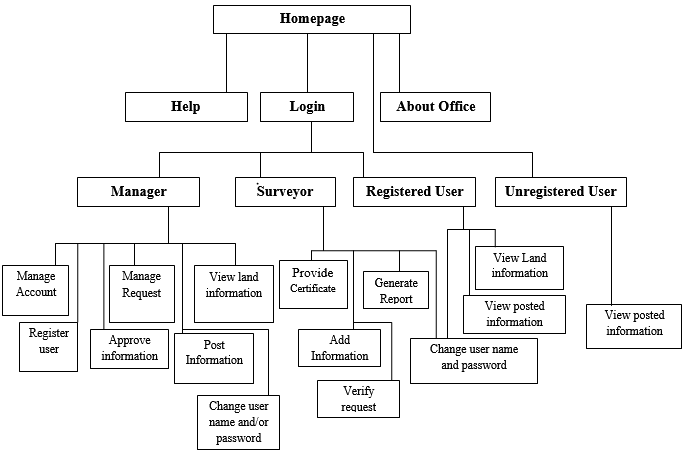 Homepage
Help
Login
About Office
Manager
Surveyor
Registered User
Unregistered User
Manage
Account
Manage
Request
View land
information
Provide
Certificate
Generate
Report
View Land
information
Register
user
Approve
information
Post
Information
Add
Information
View posted
information
View posted
information
Change user name
and password
Change user
name and/or
password
Verify
request